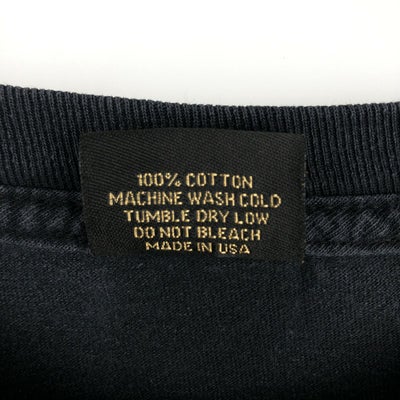 100% COTTON
MACHINE WASH COLD
TUMBLE DRY LOW
DO NOT BLEACH
MADE IN USA